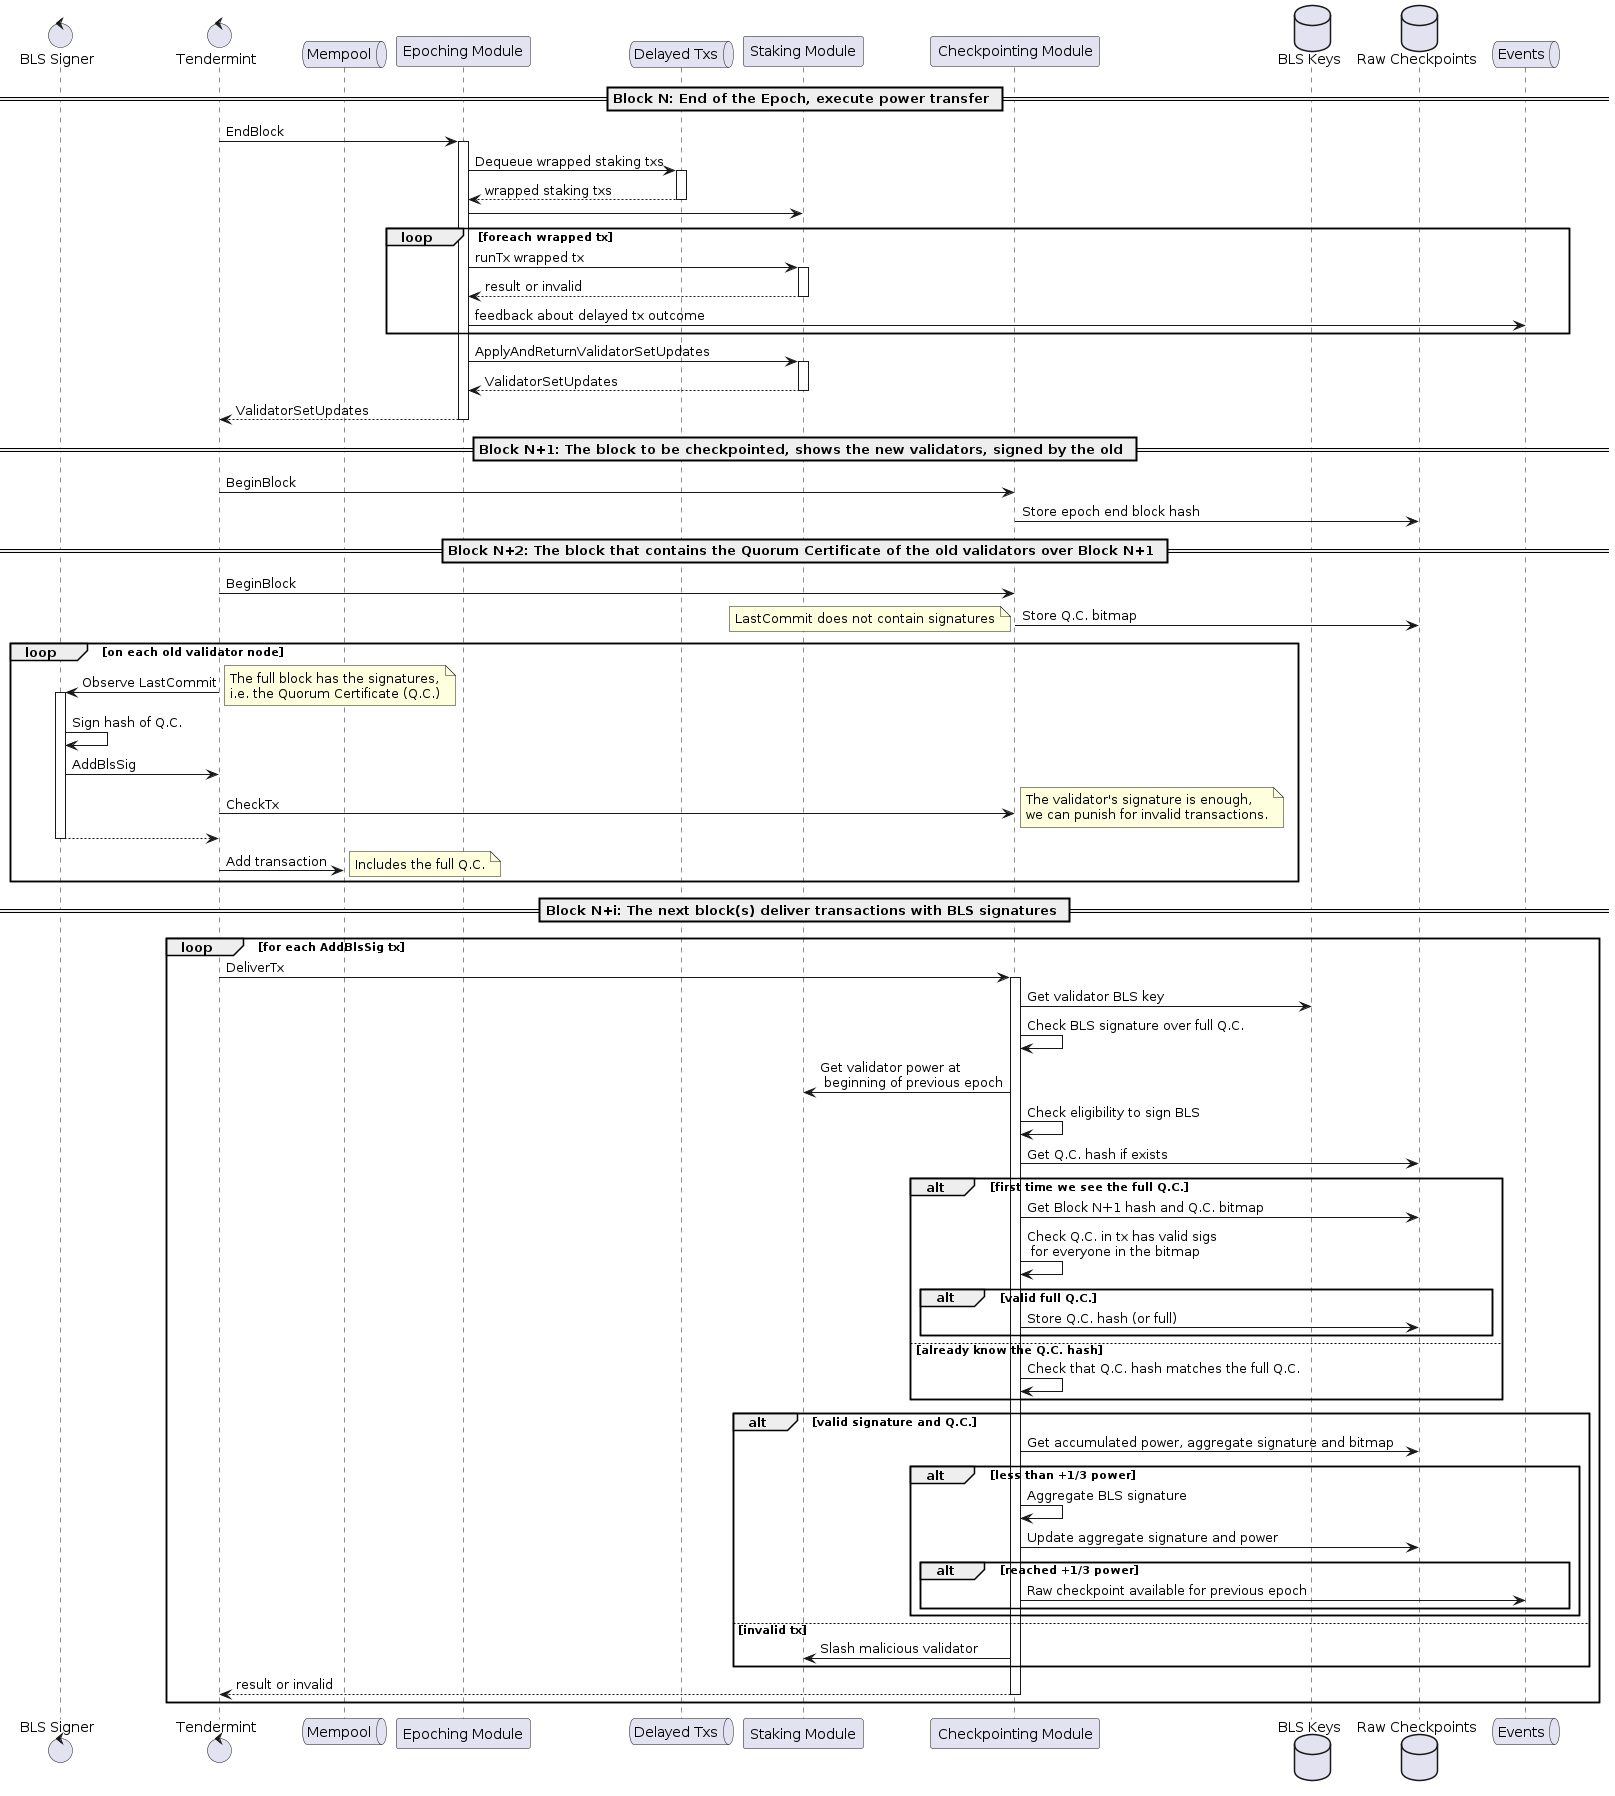 BLS Signer
Tendermint
Mempool
Epoching Module
Delayed Txs
Staking Module
Checkpointing Module
BLS Keys
Raw Checkpoints
Events
Block N: End of the Epoch, execute power transfer
EndBlock
Dequeue wrapped staking txs
wrapped staking txs
loop
[foreach wrapped tx]
runTx wrapped tx
result or invalid
feedback about delayed tx outcome
ApplyAndReturnValidatorSetUpdates
ValidatorSetUpdates
ValidatorSetUpdates
Block N+1: The block to be checkpointed, shows the new validators, signed by the old
BeginBlock
Store epoch end block hash
Block N+2: The block that contains the Quorum Certificate of the old validators over Block N+1
BeginBlock
LastCommit does not contain signatures
Store Q.C. bitmap
loop
[on each old validator node]
Observe LastCommit
The full block has the signatures,
i.e. the Quorum Certificate (Q.C.)
Sign hash of Q.C.
AddBlsSig
CheckTx
The validator's signature is enough,
we can punish for invalid transactions.
Add transaction
Includes the full Q.C.
Block N+i: The next block(s) deliver transactions with BLS signatures
loop
[for each AddBlsSig tx]
DeliverTx
Get validator BLS key
Check BLS signature over full Q.C.
Get validator power at
beginning of previous epoch
Check eligibility to sign BLS
Get Q.C. hash if exists
alt
[first time we see the full Q.C.]
Get Block N+1 hash and Q.C. bitmap
Check Q.C. in tx has valid sigs
for everyone in the bitmap
alt
[valid full Q.C.]
Store Q.C. hash (or full)
[already know the Q.C. hash]
Check that Q.C. hash matches the full Q.C.
alt
[valid signature and Q.C.]
Get accumulated power, aggregate signature and bitmap
alt
[less than +1/3 power]
Aggregate BLS signature
Update aggregate signature and power
alt
[reached +1/3 power]
Raw checkpoint available for previous epoch
[invalid tx]
Slash malicious validator
result or invalid
BLS Signer
Tendermint
Mempool
Epoching Module
Delayed Txs
Staking Module
Checkpointing Module
BLS Keys
Raw Checkpoints
Events